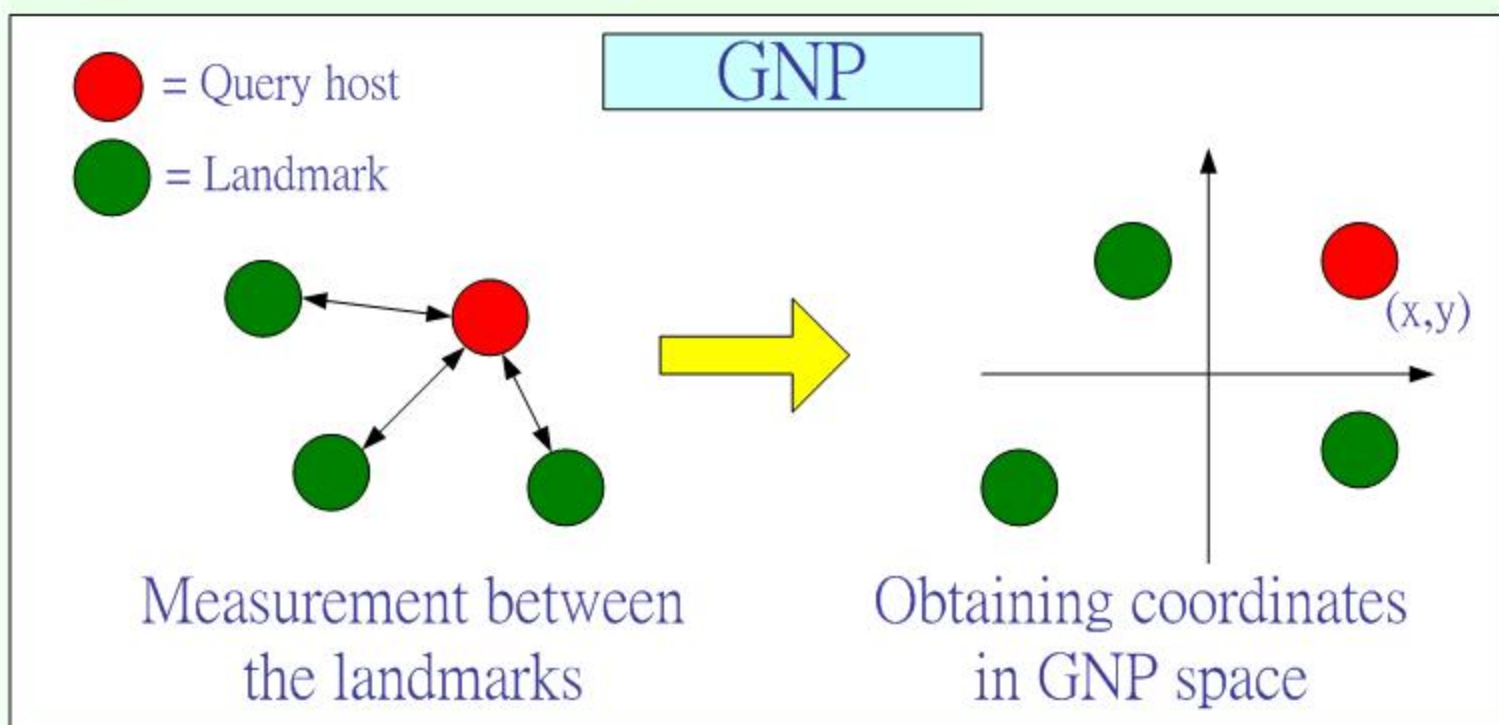 GNP
= Query host
= Landmark
(x,y)
Measurement between
the landmarks
Obtaining coordinates
in GNP space